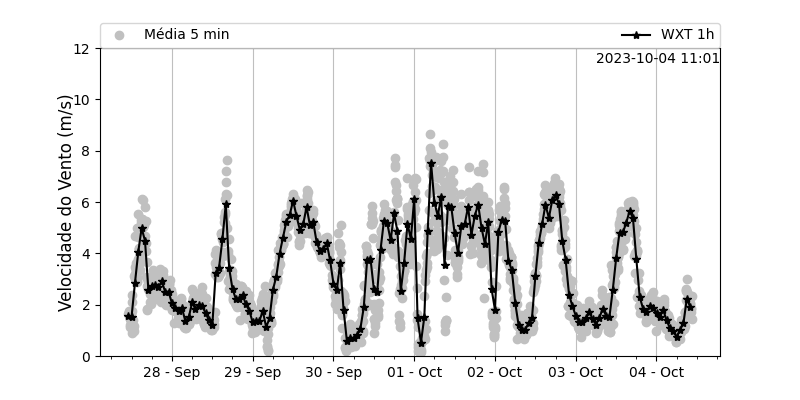 Média 5 min
WXT 1h
2023-10-04 11:01
Velocidade do Vento (m/s)
12
10
8
6
4
2
0
28 - Sep
29 - Sep
30 - Sep
01 - Oct
02 - Oct
03 - Oct
04 - Oct